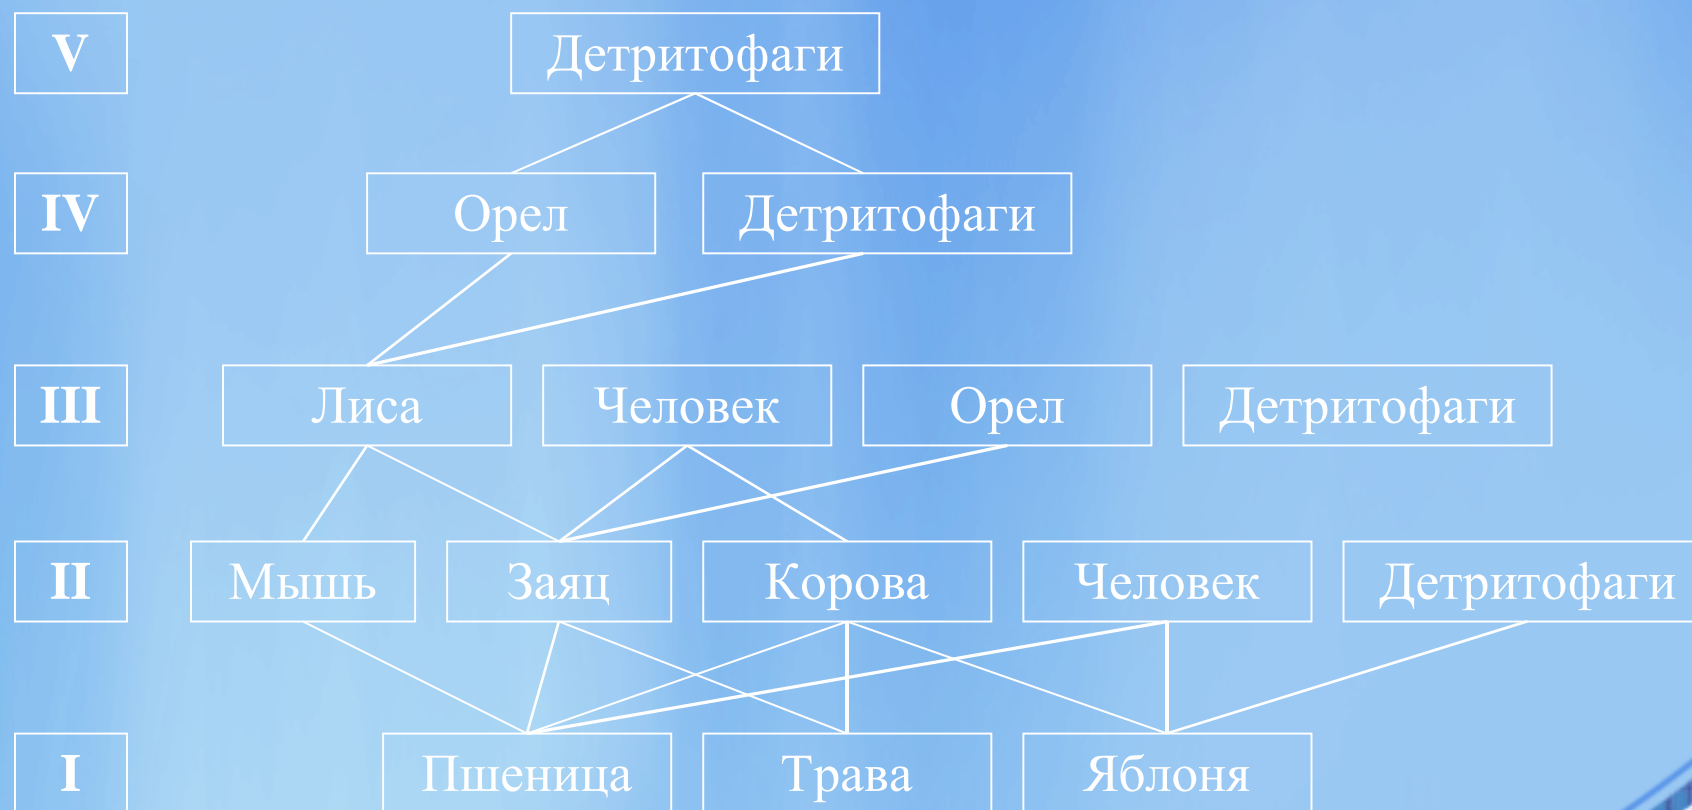 V Детритофаги
IV Орел Детритофаги
III Лиса Человек Орел Детритофаги
II Мышь Заяц Корова Человек Детритофаги
I Пшеница Трава Яблоня